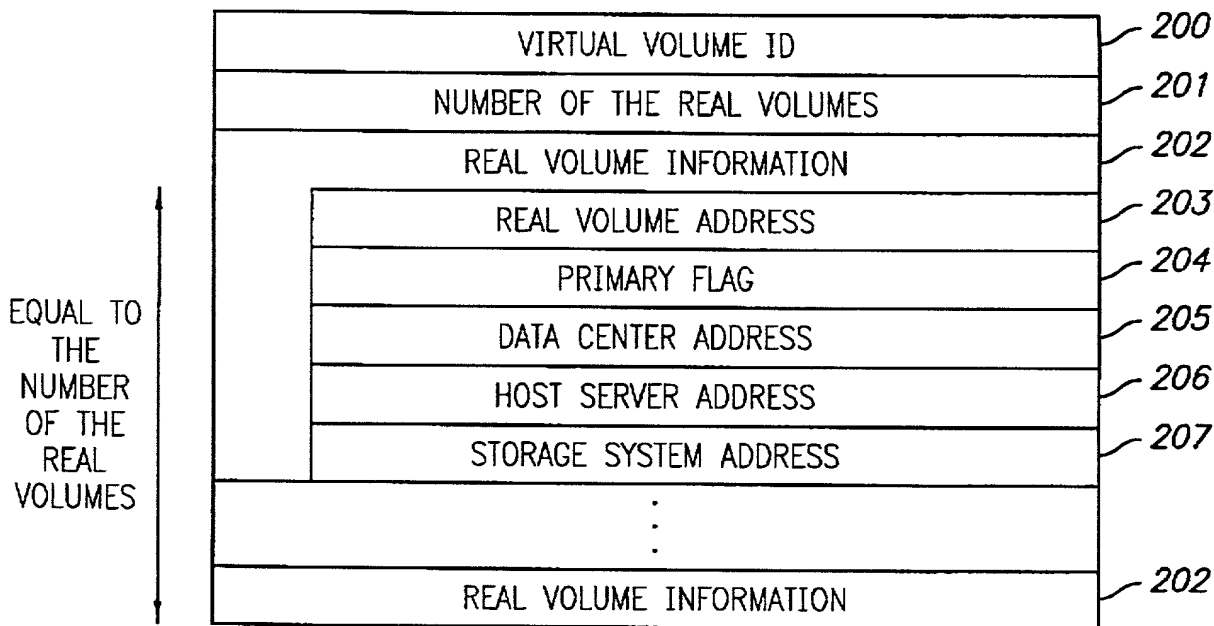 VIRTUAL VOLUME ID 200
NUMBER OF THE REAL VOLUMES 201
REAL VOLUME INFORMATION 202
REAL VOLUME ADDRESS 203
PRIMARY FLAG 204
DATA CENTER ADDRESS 205
HOST SERVER ADDRESS 206
STORAGE SYSTEM ADDRESS 207
REAL VOLUME INFORMATION 202
EQUAL TO
THE
NUMBER
OF THE
REAL
VOLUMES